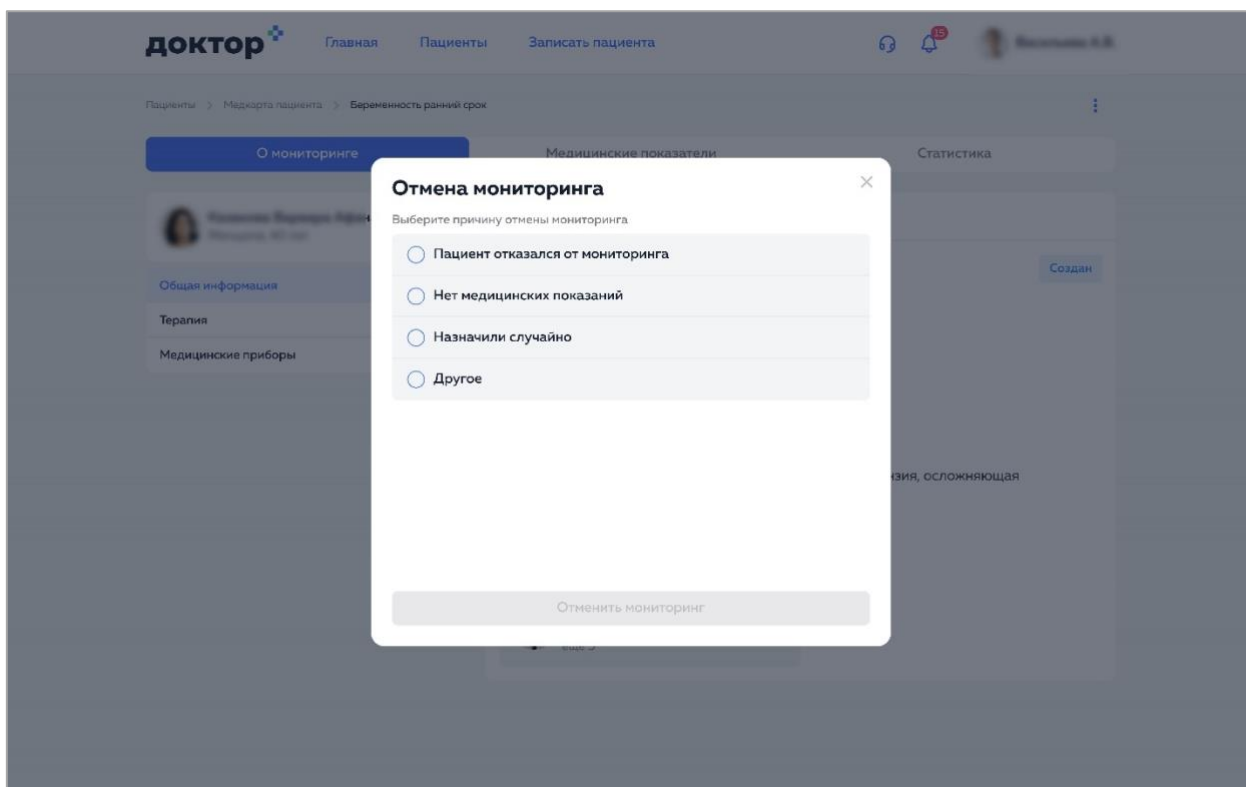 доктор
Главная
Пациенты
Записать пациента
15
Пациенты > Медкарта пациента > Беременность ранний срок
О мониторинге
Медицинские показатели
Статистика
Отмена мониторинга
Выберите причину отмены мониторинга
Пациент отказался от мониторинга
Нет медицинских показаний
Назначили случайно
Другое
Отменить мониторинг
Общая информация
Терапия
Медицинские приборы
Создан
осложняющая